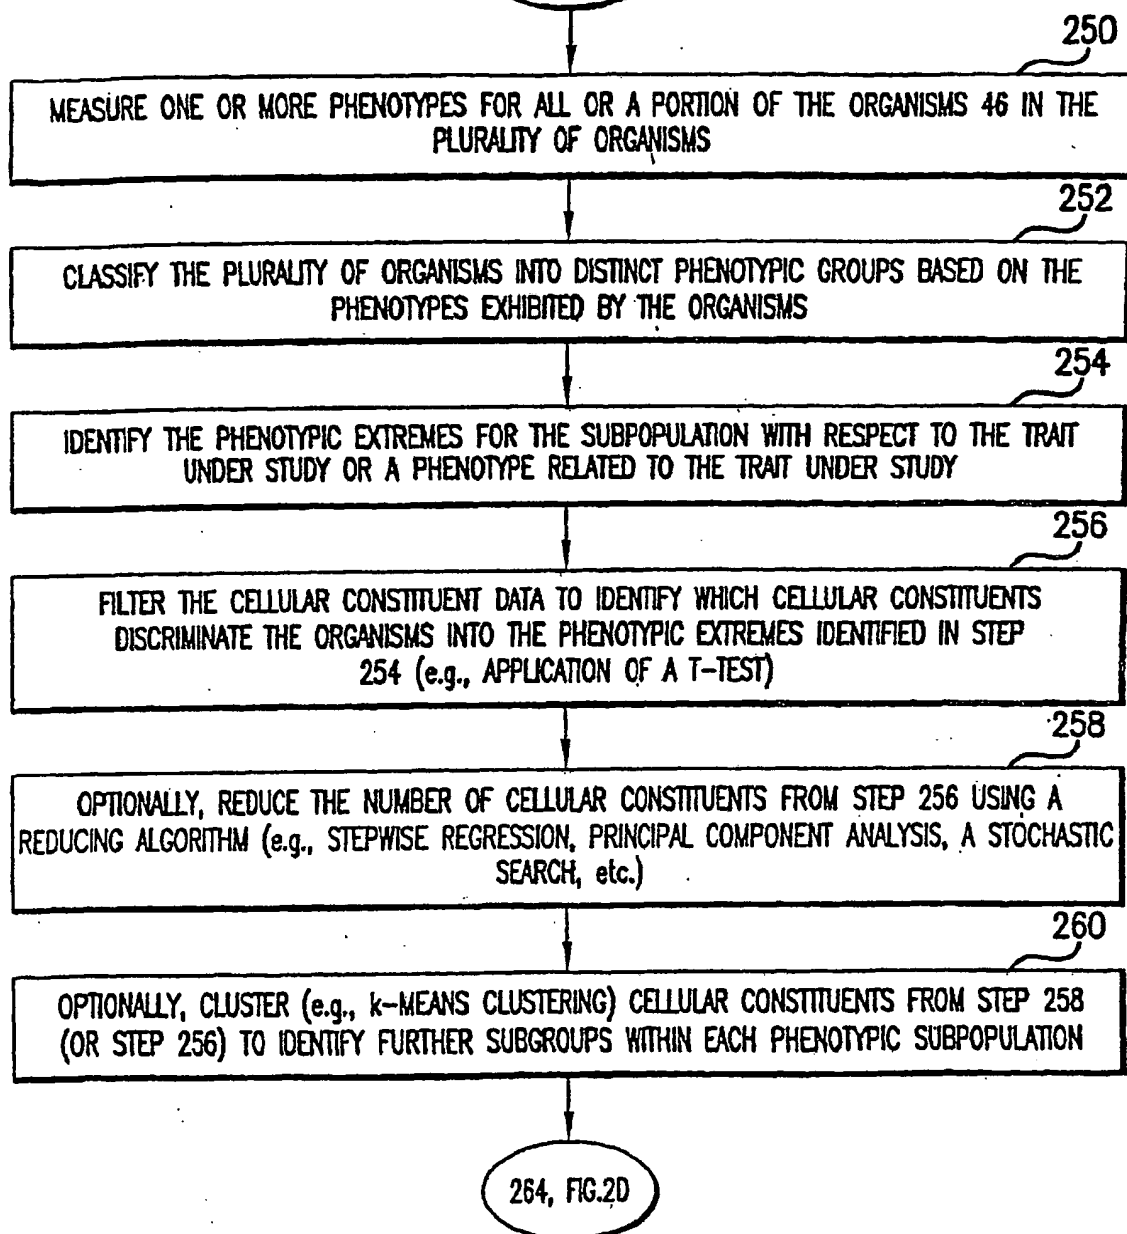 250
MEASURE ONE OR MORE PHENOTYPES FOR ALL OR A PORTION OF THE ORGANISMS 46 IN THE
PLURALITY OF ORGANISMS
252
CLASSIFY THE PLURALITY OF ORGANISMS INTO DISTINCT PHENOTYPIC GROUPS BASED ON THE
PHENOTYPES EXHIBITED BY THE ORGANISMS
254
IDENTIFY THE PHENOTYPIC EXTREMES FOR THE SUBPOPULATION WITH RESPECT TO THE TRAIT
UNDER STUDY OR A PHENOTYPE RELATED TO THE TRAIT UNDER STUDY
256
FILTER THE CELLULAR CONSTITUENT DATA TO IDENTIFY WHICH CELLULAR CONSTITUENTS
DISCRIMINATE THE ORGANISMS INTO THE PHENOTYPIC EXTREMES IDENTIFIED IN STEP
254 (e.g., APPLICATION OF A T-TEST)
258
OPTIONALLY, REDUCE THE NUMBER OF CELLULAR CONSTITUENTS FROM STEP 256 USING A
REDUCING ALGORITHM (e.g., STEPWISE REGRESSION, PRINCIPAL COMPONENT ANALYSIS, A STOCHASTIC
SEARCH, etc.)
260
OPTIONALLY, CLUSTER (e.g., k-MEANS CLUSTERING) CELLULAR CONSTITUENTS FROM STEP 258
(OR STEP 256) TO IDENTIFY FURTHER SUBGROUPS WITHIN EACH PHENOTYPIC SUBPOPULATION
264, FIG.2D